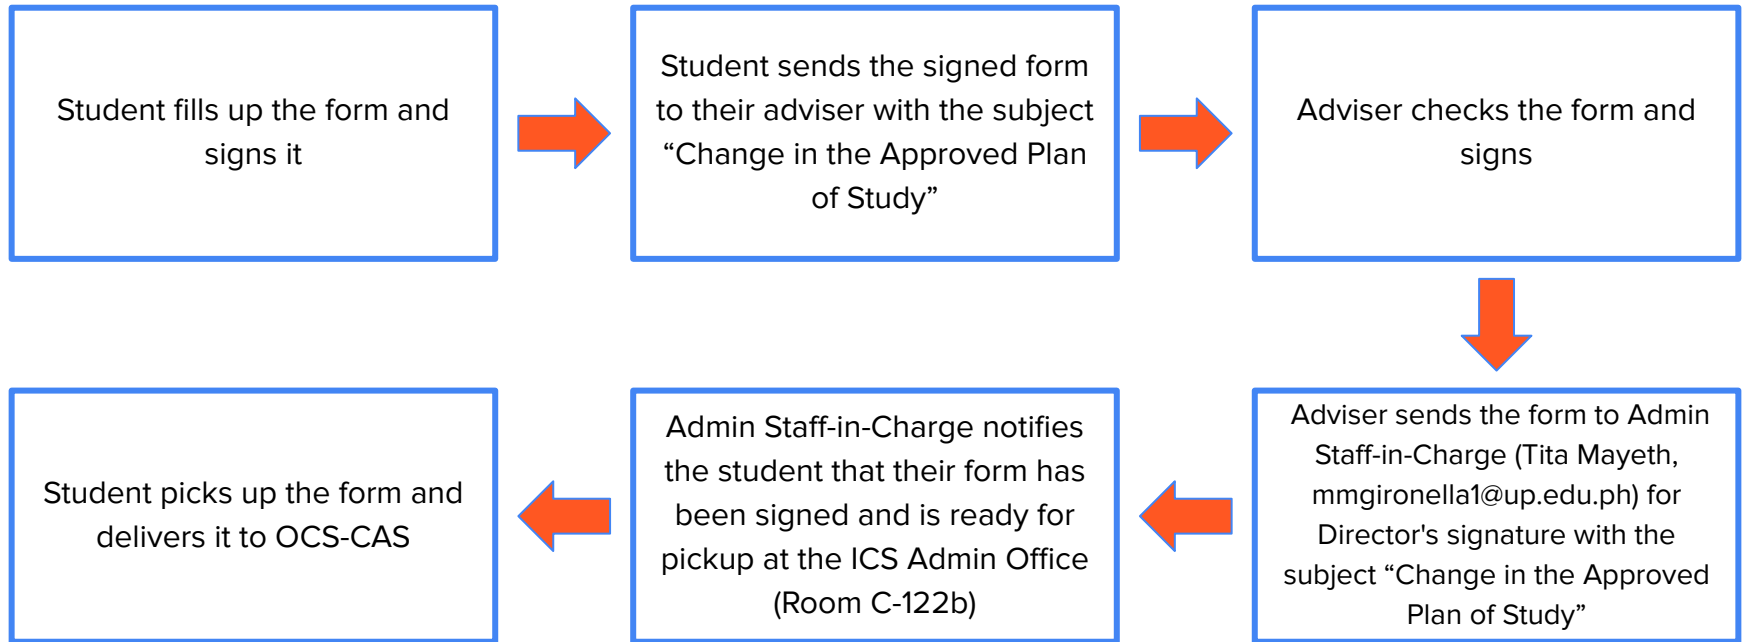 Student fills up the form and
signs it
Student sends the signed form
to their adviser with the subject
“Change in the Approved Plan
of Study”
Adviser checks the form and
signs
Adviser sends the form to Admin
Staff-in-Charge (Tita Mayeth,
mmgironella1@up.edu.ph) for
Director's signature with the
subject “Change in the Approved
Plan of Study”
Admin Staff-in-Charge notifies
the student that their form has
been signed and is ready for
pickup at the ICS Admin Office
(Room C-122b)
Student picks up the form and
delivers it to OCS-CAS